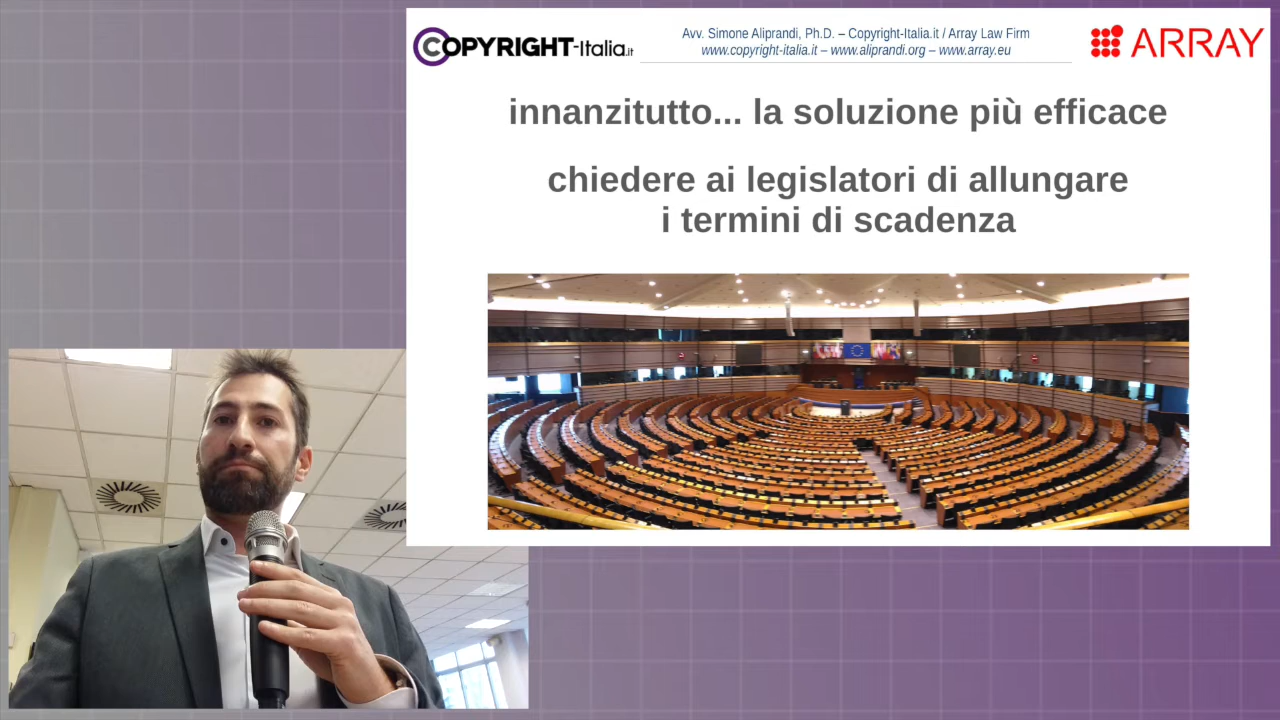 COPYRIGHT-Italia.it
Avv. Simone Aliprandi, Ph.D. – Copyright-Italia.it / Array Law Firm
www.copyright-italia.it – www.aliprandi.org – www.array.eu
ARRAY
innanzitutto... la soluzione più efficace
chiedere ai legislatori di allungare
i termini di scadenza